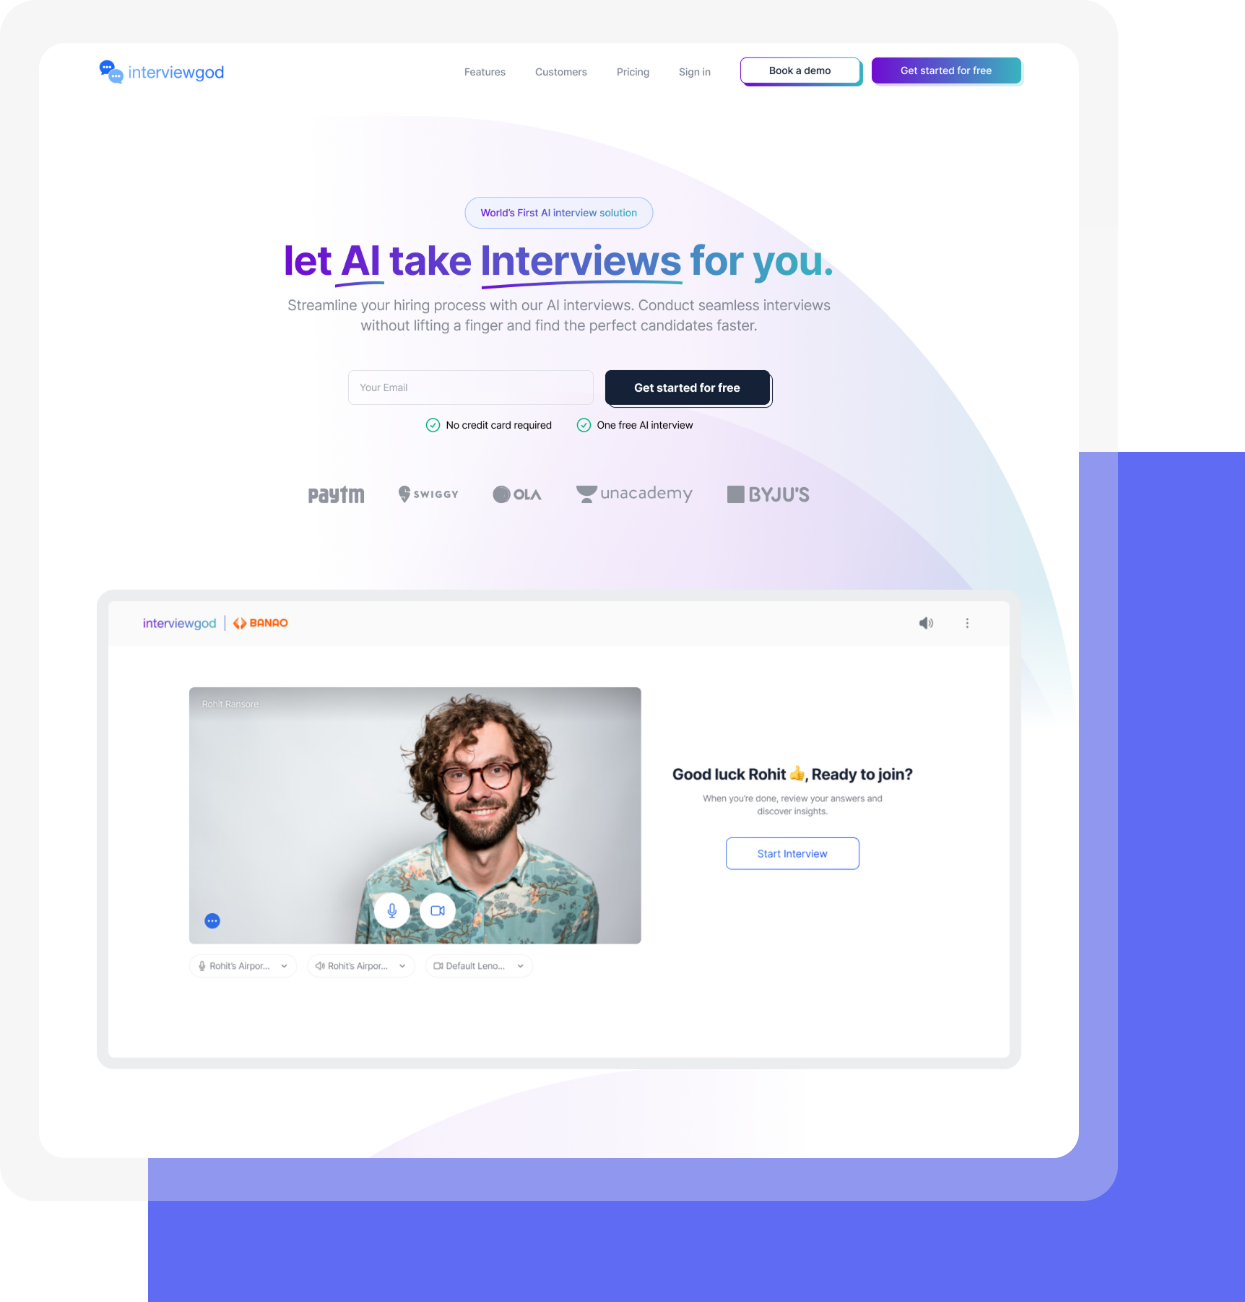 interviewgod
Features Customers Pricing Sign in Book a demo Get started for free
World's First AI interview solution
let AI take Interviews for you.
Streamline your hiring process with our AI interviews. Conduct seamless interviews
without lifting a finger and find the perfect candidates faster.
Your Email Get started for free
No credit card required One free AI interview
paytm SWIGGY OLA unacademy BYJU'S
interviewgod | BANAO
Rohit Ransore
Good luck Rohit 👍, Ready to join?
When you're done, review your answers and
discover insights.
Start Interview
Rohit's Airpor... Rohit's Airpor... Default Leno...